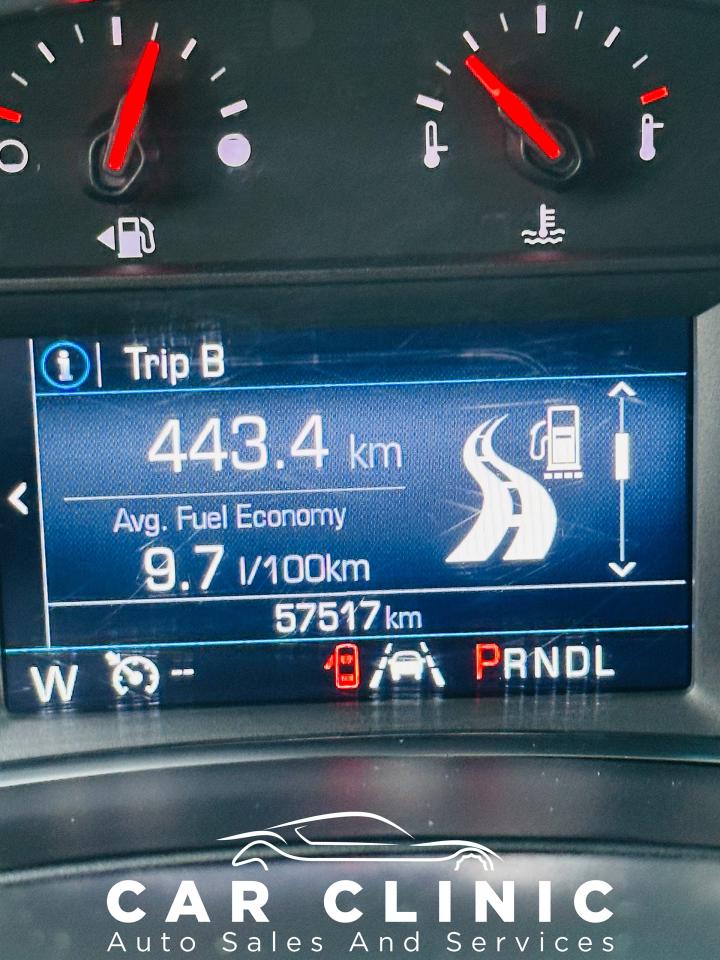 Trip B
443.4 km
Avg. Fuel Economy
9.7 l/100km
57517 km
W -- PRNDL
CAR CLINIC
Auto Sales And Services